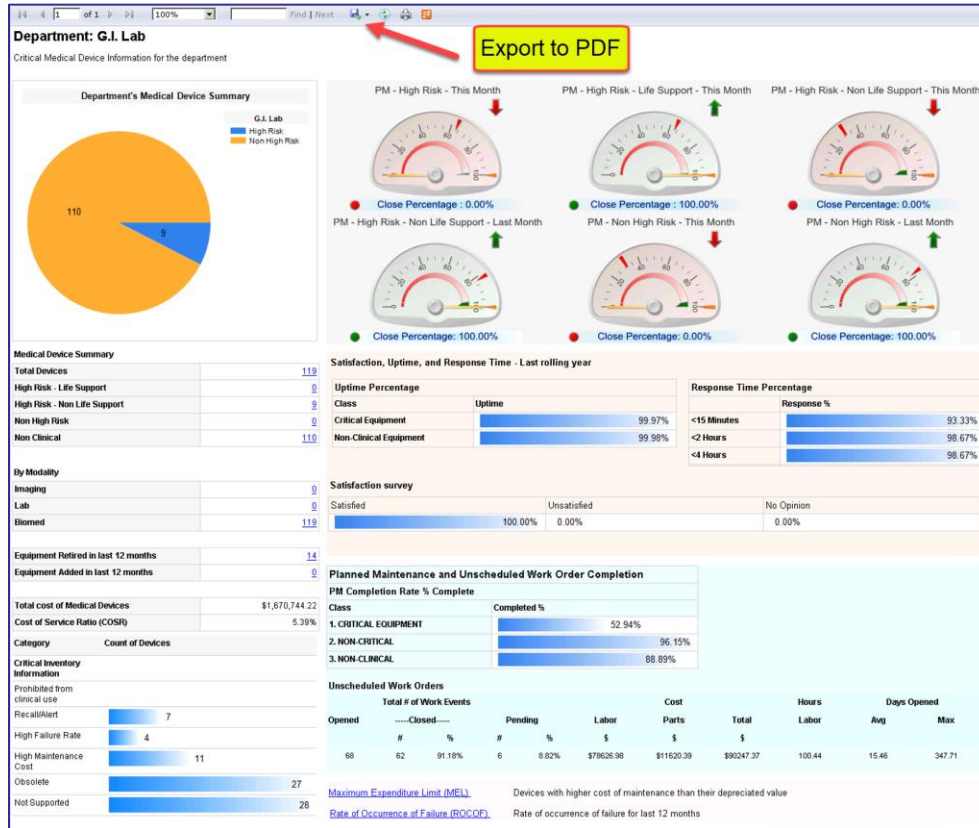 1 of 1 100% Find | Next
Export to PDF
Department: G.I. Lab
Critical Medical Device Information for the department
Department's Medical Device Summary
G.I. Lab
High Risk
Non High Risk
110
9
PM - High Risk - This Month
Close Percentage : 0.00%
PM - High Risk - Life Support - This Month
Close Percentage : 100.00%
PM - High Risk - Non Life Support - This Month
Close Percentage: 0.00%
PM - High Risk - Non Life Support - Last Month
Close Percentage: 100.00%
PM - Non High Risk - This Month
Close Percentage: 0.00%
PM - Non High Risk - Last Month
Close Percentage: 100.00%
Medical Device Summary
Total Devices 119
High Risk - Life Support 0
High Risk - Non Life Support 9
Non High Risk 0
Non Clinical 110
By Modality
Imaging 0
Lab 0
Biomed 119
Equipment Retired in last 12 months 14
Equipment Added in last 12 months 0
Total cost of Medical Devices $1,670,744.22
Cost of Service Ratio (COSR) 5.39%
Category Count of Devices
Critical Inventory
Information
Prohibited from
clinical use
Recall/Alert 7
High Failure Rate 4
High Maintenance
Cost 11
Obsolete 27
Not Supported 28
Satisfaction, Uptime, and Response Time - Last rolling year
Uptime Percentage
Class Uptime
Critical Equipment 99.97%
Non-Clinical Equipment 99.98%
Response Time Percentage
Response %
<15 Minutes 93.33%
<2 Hours 98.67%
<4 Hours 98.67%
Satisfaction survey
Satisfied Unsatisfied No Opinion
100.00% 0.00% 0.00%
Planned Maintenance and Unscheduled Work Order Completion
PM Completion Rate % Complete
Class Completed %
1. CRITICAL EQUIPMENT 52.94%
2. NON-CRITICAL 96.15%
3. NON-CLINICAL 88.89%
Unscheduled Work Orders
Total # of Work Events Cost Hours Days Opened
Opened -----Closed----- Pending Labor Parts Total Labor Avg Max
# % # % $ $ $
68 62 91.18% 6 8.82% $78626.98 $11620.39 $90247.37 100.44 15.46 347.71
Maximum Expenditure Limit (MEL) Devices with higher cost of maintenance than their depreciated value
Rate of Occurrence of Failure (ROCOF) Rate of occurrence of failure for last 12 months